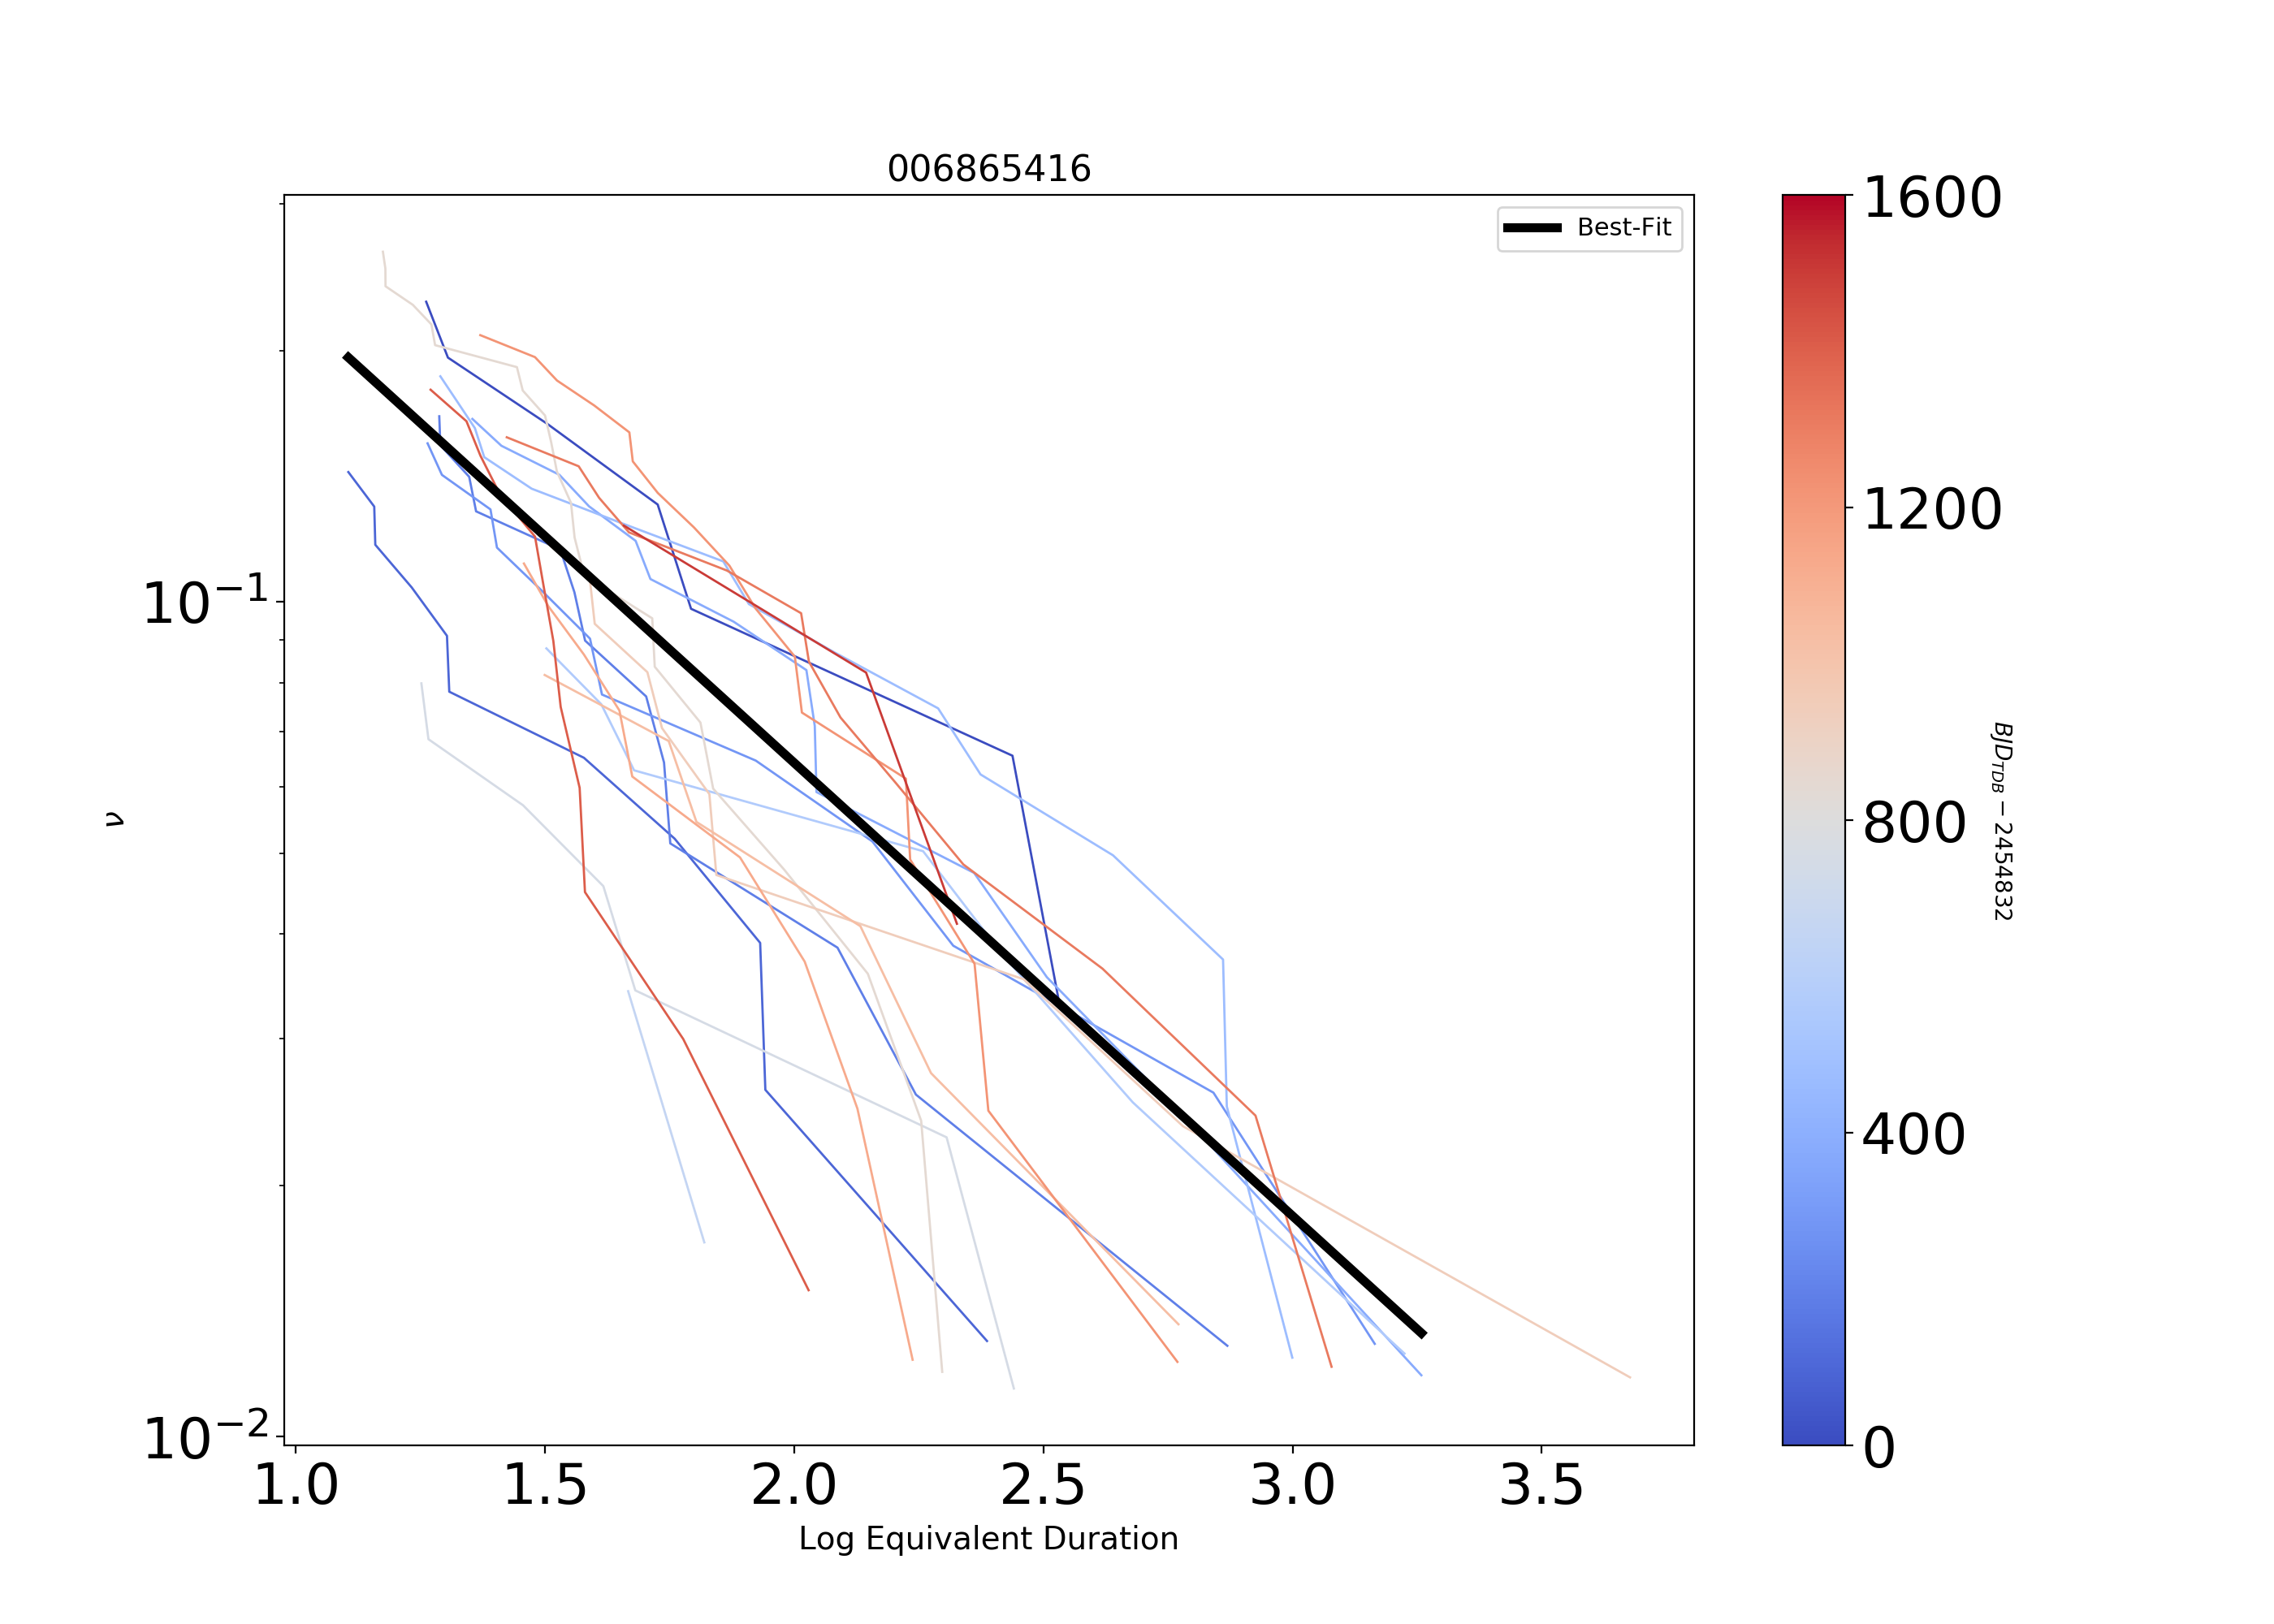 006865416
Best-Fit
10⁻¹
10⁻²
ν
1.0 1.5 2.0 2.5 3.0 3.5
Log Equivalent Duration
1600
1200
800
400
0
BJD_TDB − 2454832